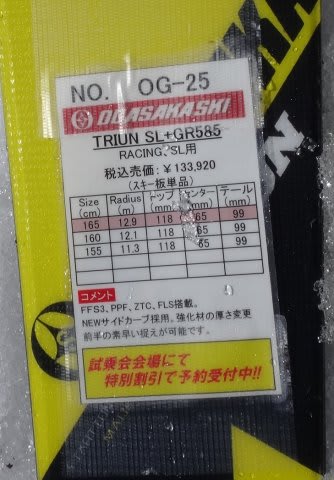 NO. OG-25
OGASAKA SKI
TRIUN SL+GR585
RACING、SL用
税込売価：￥133,920
(スキー板単品)
Size (cm) Radius (m) トップ (mm) センター (mm) テール (mm)
165 12.9 118 65 99
160 12.1 118 65 99
155 11.3 118 65 99
コメント
FFS3、PPF、ZTC、FLS搭載。
NEWサイドカーブ採用。強化材の厚さ変更
前半の素早い捉えが可能です。
試乗会会場にて
特別割引で予約受付中!!